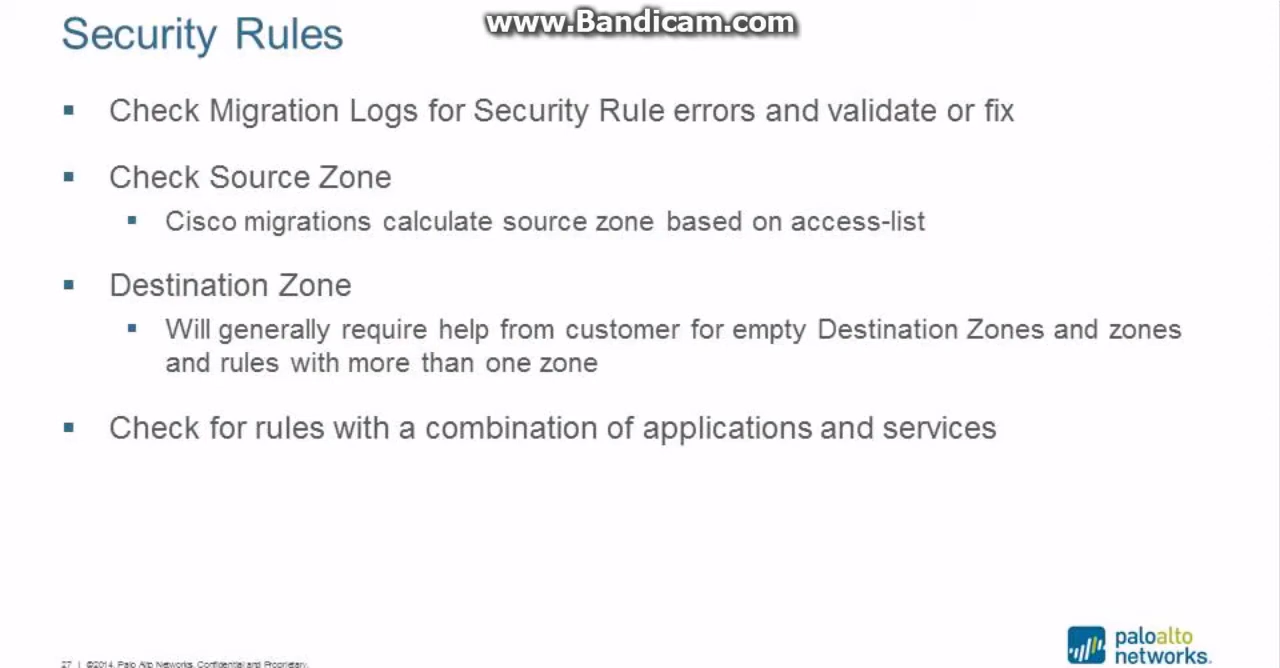 www.Bandicam.com
Security Rules
▪ Check Migration Logs for Security Rule errors and validate or fix
▪ Check Source Zone
▪ Cisco migrations calculate source zone based on access-list
▪ Destination Zone
▪ Will generally require help from customer for empty Destination Zones and zones
and rules with more than one zone
▪ Check for rules with a combination of applications and services
27 | ©2014, Palo Alto Networks. Confidential and Proprietary.
paloalto
networks.